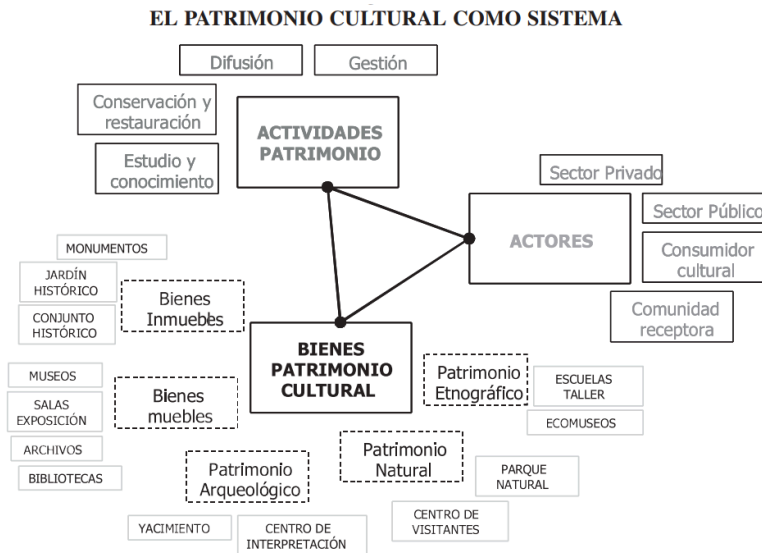 EL PATRIMONIO CULTURAL COMO SISTEMA
Difusión
Gestión
Conservación y
restauración
Estudio y
conocimiento
ACTIVIDADES
PATRIMONIO
Sector Privado
Sector Público
Consumidor
cultural
Comunidad
receptora
ACTORES
MONUMENTOS
JARDÍN
HISTÓRICO
CONJUNTO
HISTÓRICO
Bienes
Inmuebles
BIENES
PATRIMONIO
CULTURAL
MUSEOS
SALAS
EXPOSICIÓN
ARCHIVOS
BIBLIOTECAS
Bienes
muebles
Patrimonio
Etnográfico
ESCUELAS
TALLER
ECOMUSEOS
Patrimonio
Natural
PARQUE
NATURAL
CENTRO DE
VISITANTES
Patrimonio
Arqueológico
YACIMIENTO
CENTRO DE
INTERPRETACIÓN